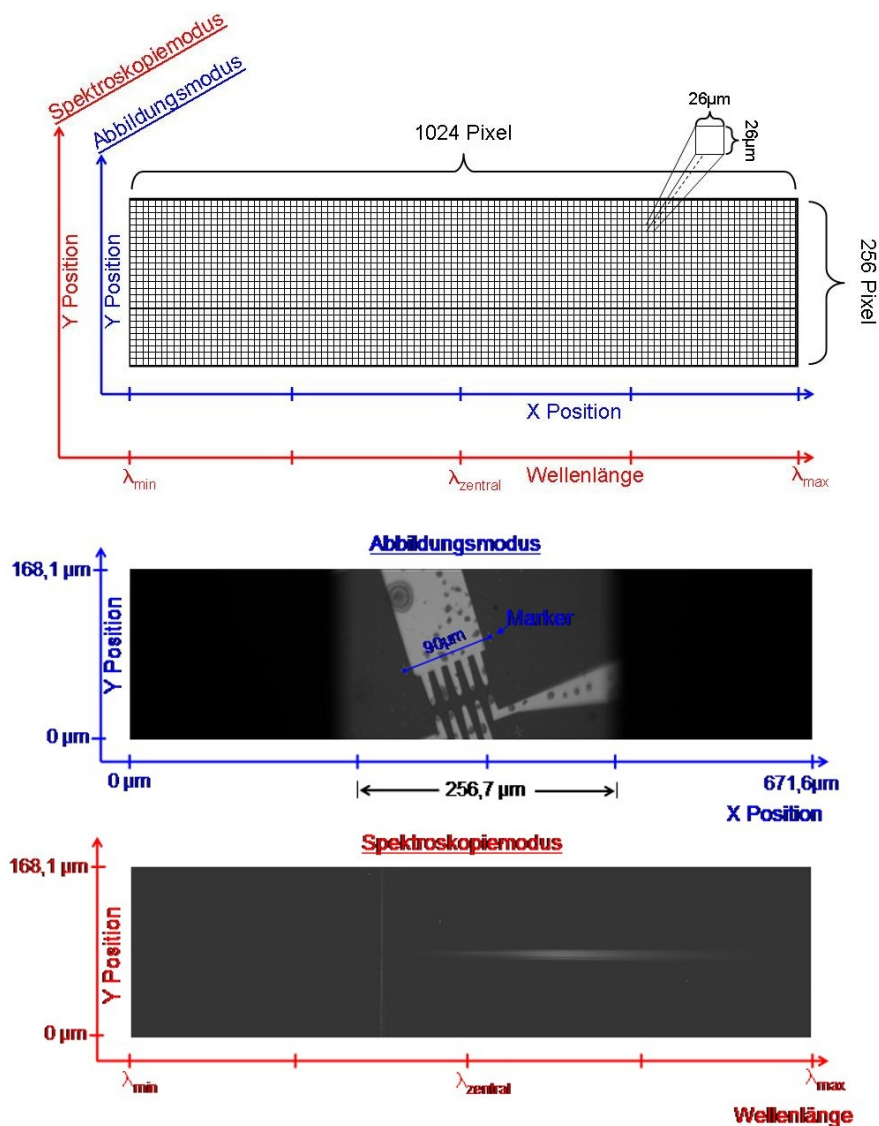 Spektroskopiemodus
Abbildungsmodus
26µm
26µm
1024 Pixel
256 Pixel
Y Position
Y Position
X Position
λmin
λzentral
Wellenlänge
λmax
Abbildungsmodus
168,1 µm
Marker
90µm
Y Position
0 µm
0 µm
256,7 µm
671,6µm
X Position
Spektroskopiemodus
168,1 µm
Y Position
0 µm
λmin
λzentral
λmax
Wellenlänge